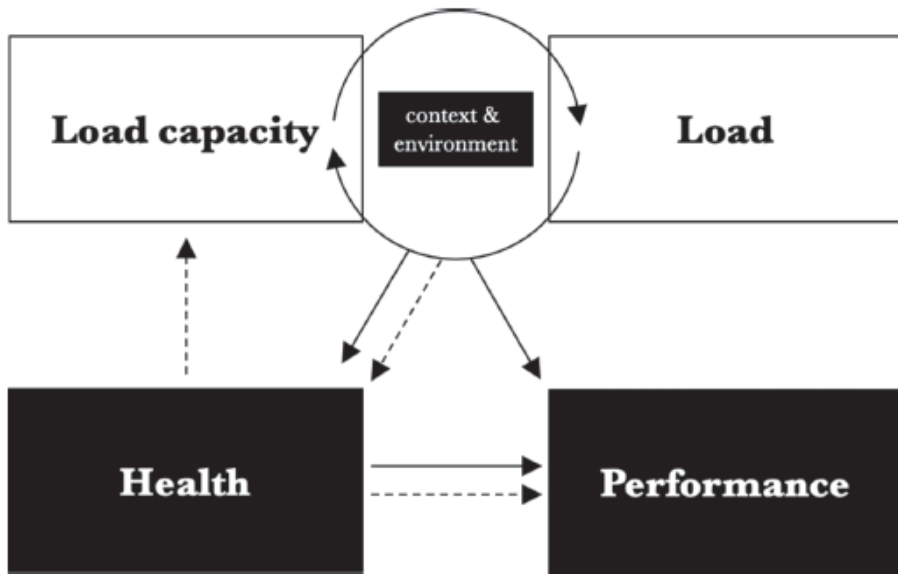 Load capacity
context &
environment
Load
Health
Performance